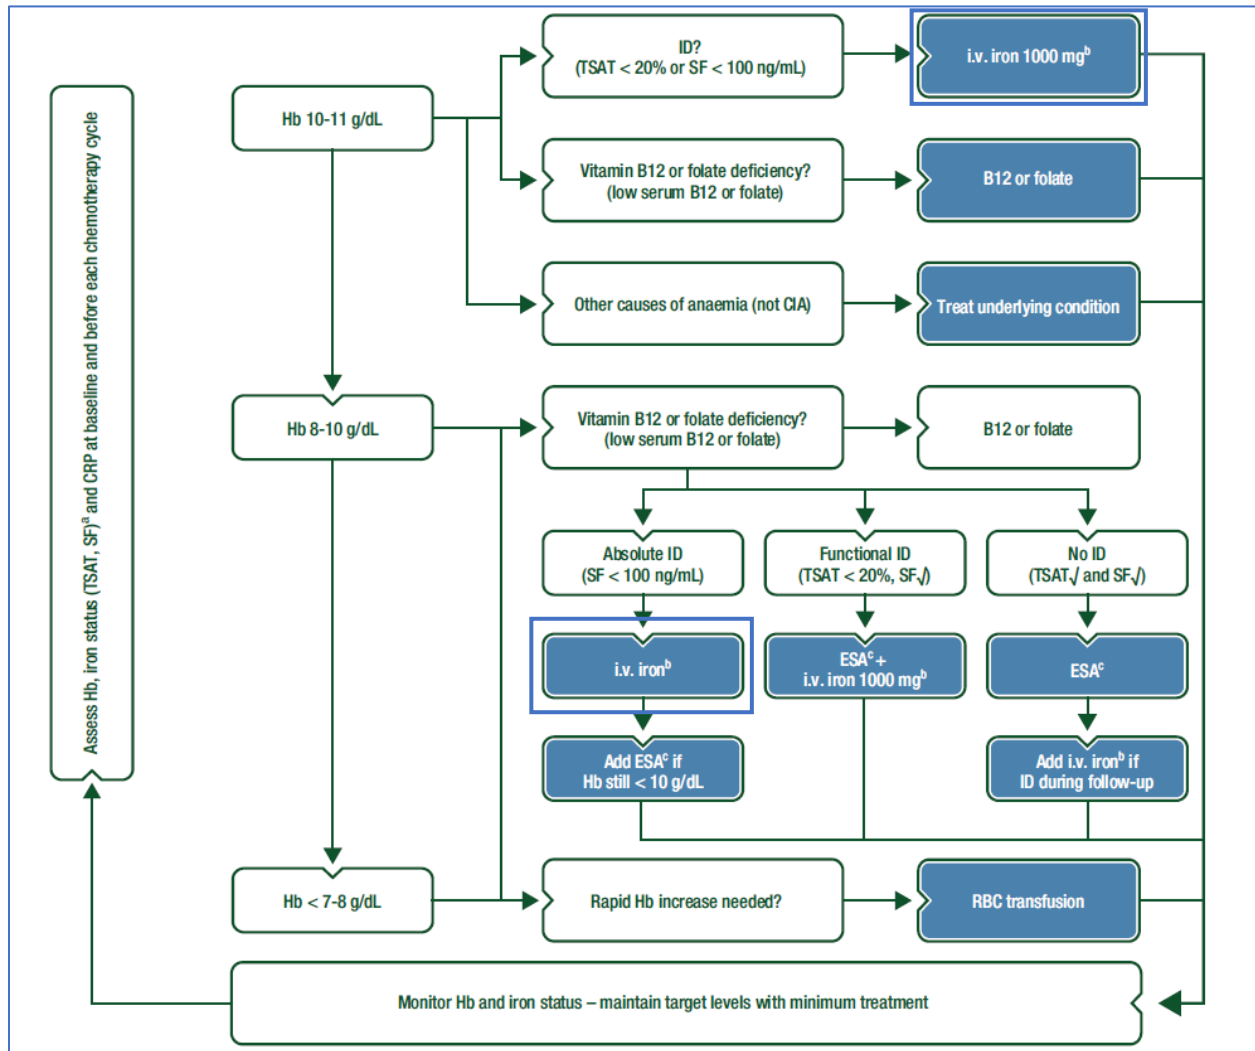 Assess Hb, iron status (TSAT, SF)ᵃ and CRP at baseline and before each chemotherapy cycle
Hb 10-11 g/dL
ID?
(TSAT < 20% or SF < 100 ng/mL)
i.v. iron 1000 mgᵇ
Vitamin B12 or folate deficiency?
(low serum B12 or folate)
B12 or folate
Other causes of anaemia (not CIA)
Treat underlying condition
Hb 8-10 g/dL
Vitamin B12 or folate deficiency?
(low serum B12 or folate)
B12 or folate
Absolute ID
(SF < 100 ng/mL)
Functional ID
(TSAT < 20%, SF√)
No ID
(TSAT√ and SF√)
i.v. ironᵇ
ESAᶜ +
i.v. iron 1000 mgᵇ
ESAᶜ
Add ESAᶜ if
Hb still < 10 g/dL
Add i.v. ironᵇ if
ID during follow-up
Hb < 7-8 g/dL
Rapid Hb increase needed?
RBC transfusion
Monitor Hb and iron status – maintain target levels with minimum treatment